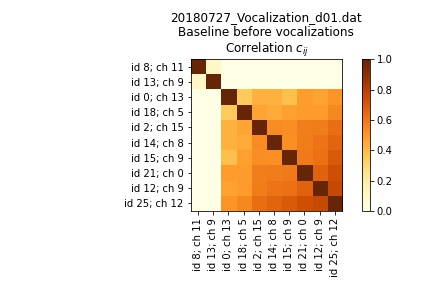 20180727_Vocalization_d01.dat
Baseline before vocalizations
Correlation c_ij
id 8; ch 11
id 13; ch 9
id 0; ch 13
id 18; ch 5
id 2; ch 15
id 14; ch 8
id 15; ch 9
id 21; ch 0
id 12; ch 9
id 25; ch 12
1.0
0.8
0.6
0.4
0.2
0.0
id 8; ch 11
id 13; ch 9
id 0; ch 13
id 18; ch 5
id 2; ch 15
id 14; ch 8
id 15; ch 9
id 21; ch 0
id 12; ch 9
id 25; ch 12